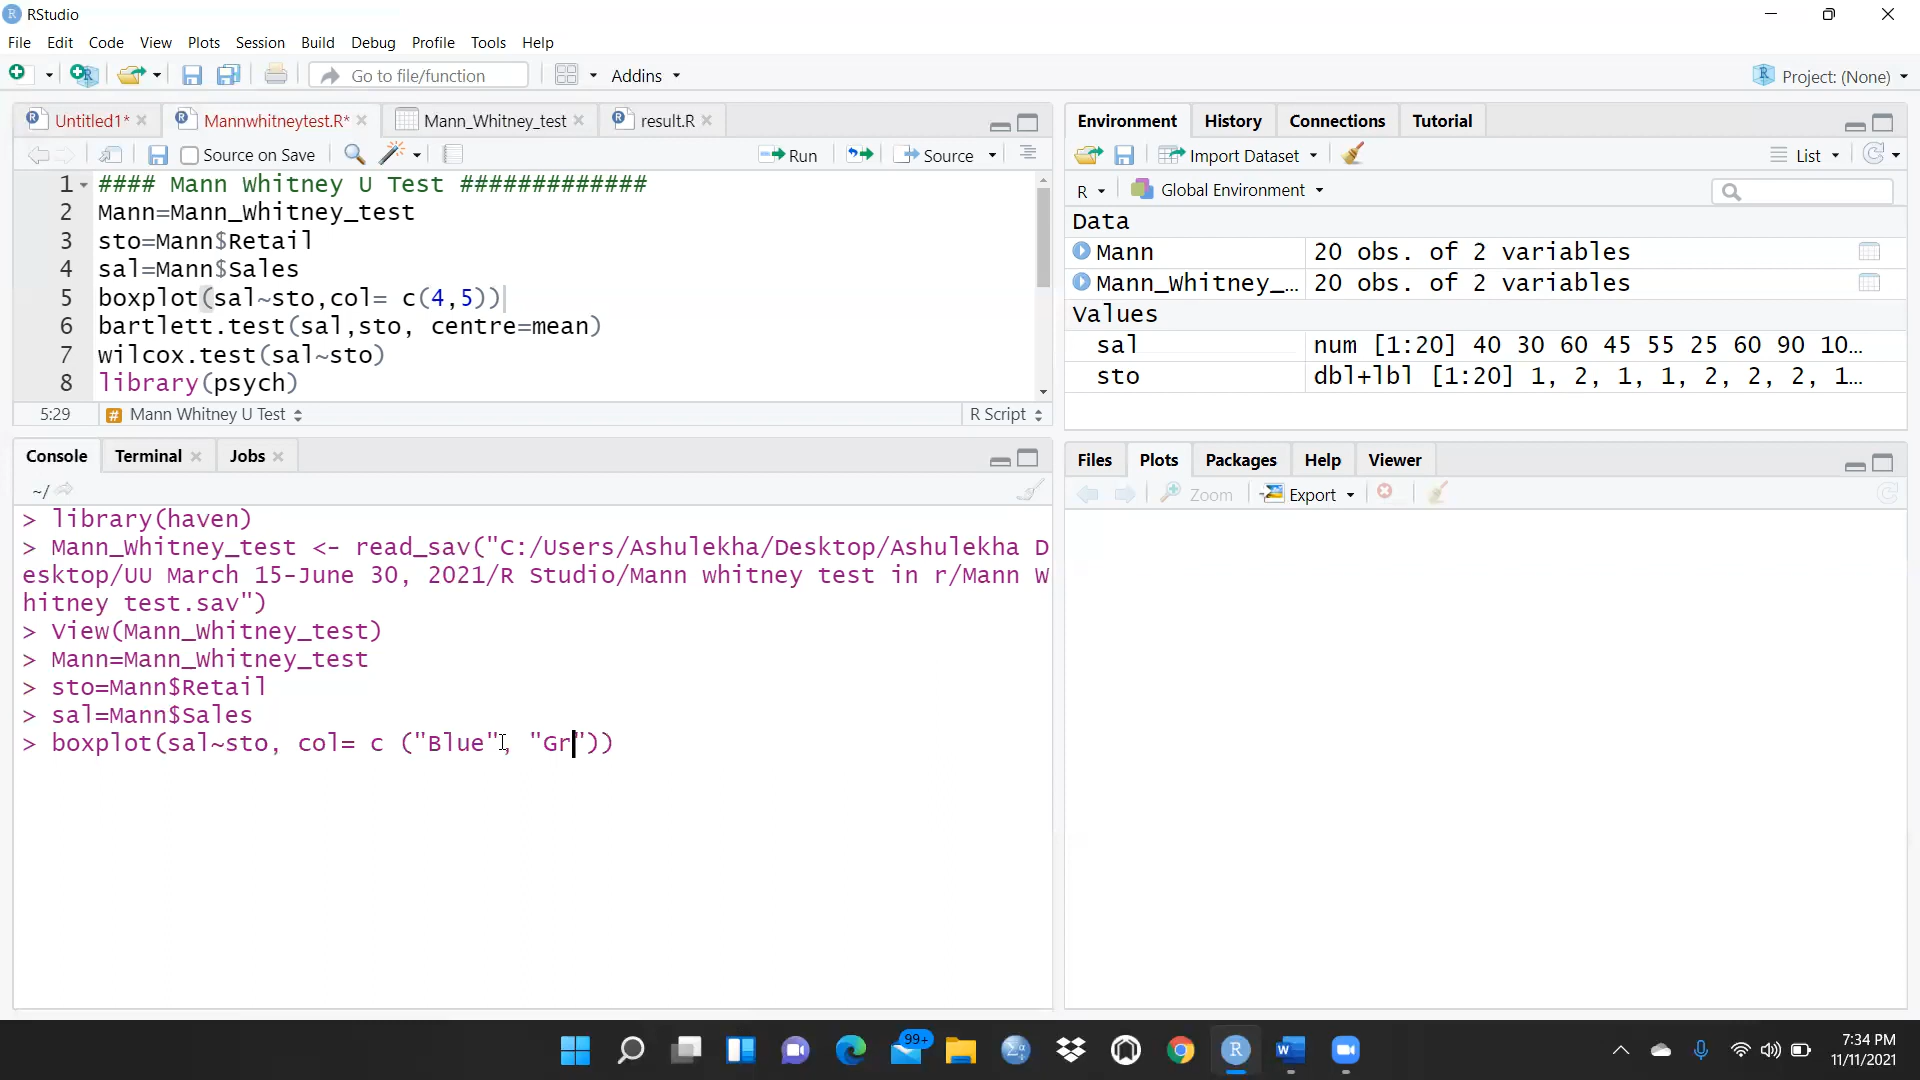 RStudio
File Edit Code View Plots Session Build Debug Profile Tools Help
Go to file/function Addins Project: (None)
Untitled1* Mannwhitneytest.R* Mann_Whitney_test result.R
Source on Save Run Source
1 #### Mann Whitney U Test #############
2 Mann=Mann_Whitney_test
3 sto=Mann$Retail
4 sal=Mann$Sales
5 boxplot(sal~sto,col= c(4,5))
6 bartlett.test(sal,sto, centre=mean)
7 wilcox.test(sal~sto)
8 library(psych)
5:29 # Mann Whitney U Test R Script
Console Terminal Jobs
~/
> library(haven)
> Mann_Whitney_test <- read_sav("C:/Users/Ashulekha/Desktop/Ashulekha D
esktop/UU March 15-June 30, 2021/R Studio/Mann whitney test in r/Mann W
hitney test.sav")
> View(Mann_Whitney_test)
> Mann=Mann_Whitney_test
> sto=Mann$Retail
> sal=Mann$Sales
> boxplot(sal~sto, col= c ("Blue", "Gr"))
Environment History Connections Tutorial
Import Dataset List
R Global Environment
Data
Mann 20 obs. of 2 variables
Mann_Whitney_... 20 obs. of 2 variables
Values
sal num [1:20] 40 30 60 45 55 25 60 90 10...
sto dbl+lbl [1:20] 1, 2, 1, 1, 2, 2, 2, 1...
Files Plots Packages Help Viewer
Zoom Export
99+
7:34 PM
11/11/2021